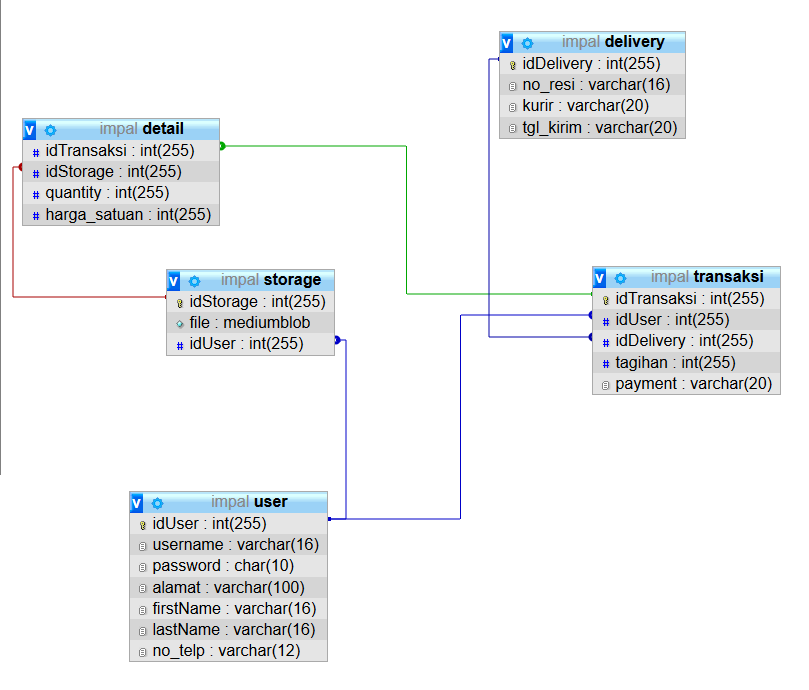 impal delivery
idDelivery : int(255)
no_resi : varchar(16)
kurir : varchar(20)
tgl_kirim : varchar(20)
impal detail
idTransaksi : int(255)
idStorage : int(255)
quantity : int(255)
harga_satuan : int(255)
impal storage
idStorage : int(255)
file : mediumblob
idUser : int(255)
impal transaksi
idTransaksi : int(255)
idUser : int(255)
idDelivery : int(255)
tagihan : int(255)
payment : varchar(20)
impal user
idUser : int(255)
username : varchar(16)
password : char(10)
alamat : varchar(100)
firstName : varchar(16)
lastName : varchar(16)
no_telp : varchar(12)